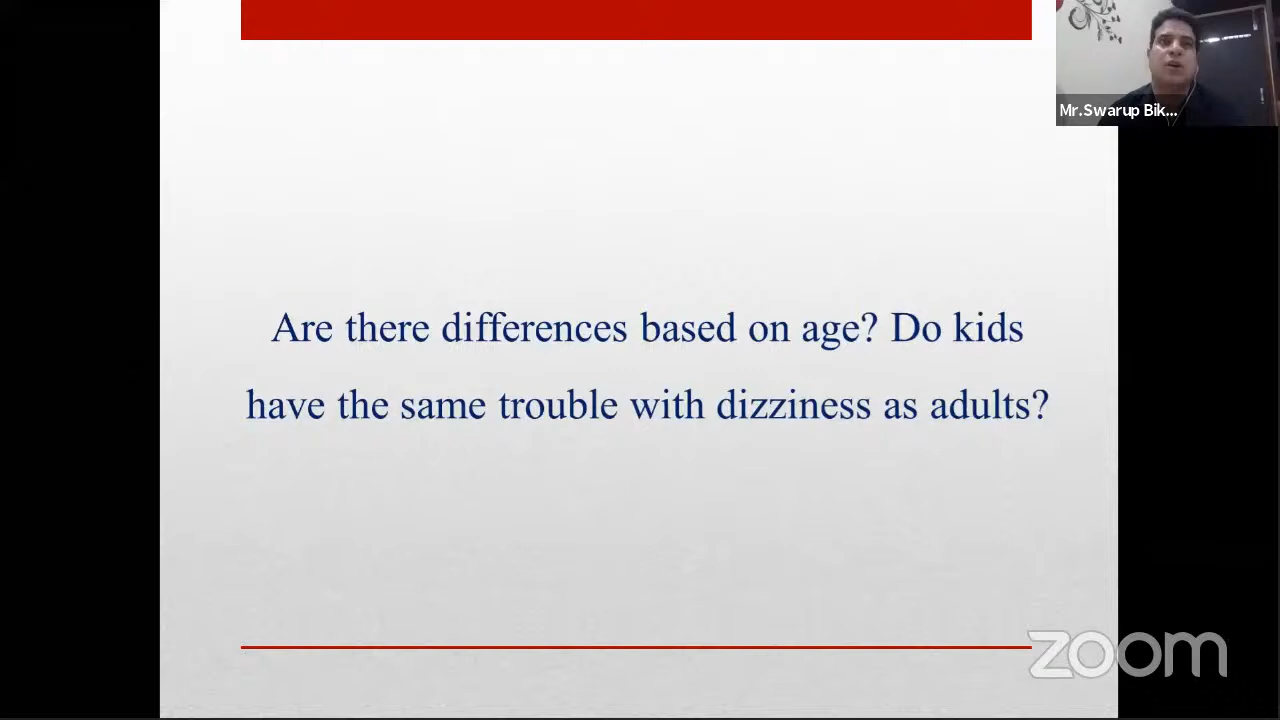 Mr.Swarup Bik...
Are there differences based on age? Do kids
have the same trouble with dizziness as adults?
zoom